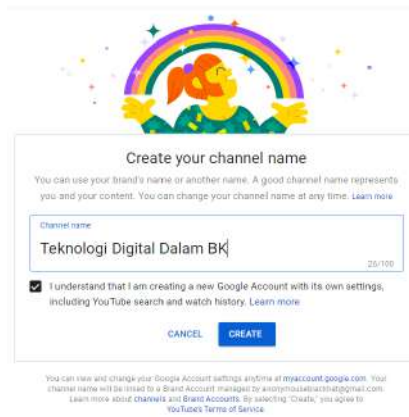 Create your channel name
You can use your brand's name or another name. A good channel name represents
you and your content. You can change your channel name at any time. Learn more
Channel name
Teknologi Digital Dalam BK
26/100
I understand that I am creating a new Google Account with its own settings,
including YouTube search and watch history. Learn more
CANCEL CREATE
You can view and change your Google Account settings anytime at myaccount.google.com. Your
channel name will be linked to a Brand Account managed by
Learn more about channels and Brand Accounts. By selecting "Create," you agree to
YouTube's Terms of Service.